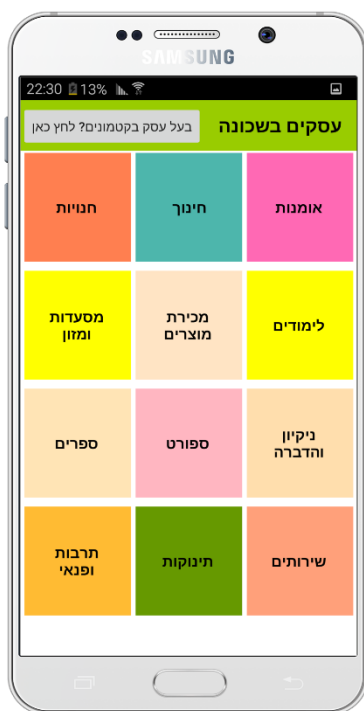 SAMSUNG
22:30 13%
עסקים בשכונה
בעל עסק בקטמונים? לחץ כאן
אומנות
חינוך
חנויות
לימודים
מכירת
מוצרים
מסעדות
ומזון
ניקיון
והדברה
ספורט
ספרים
שירותים
תינוקות
תרבות
ופנאי